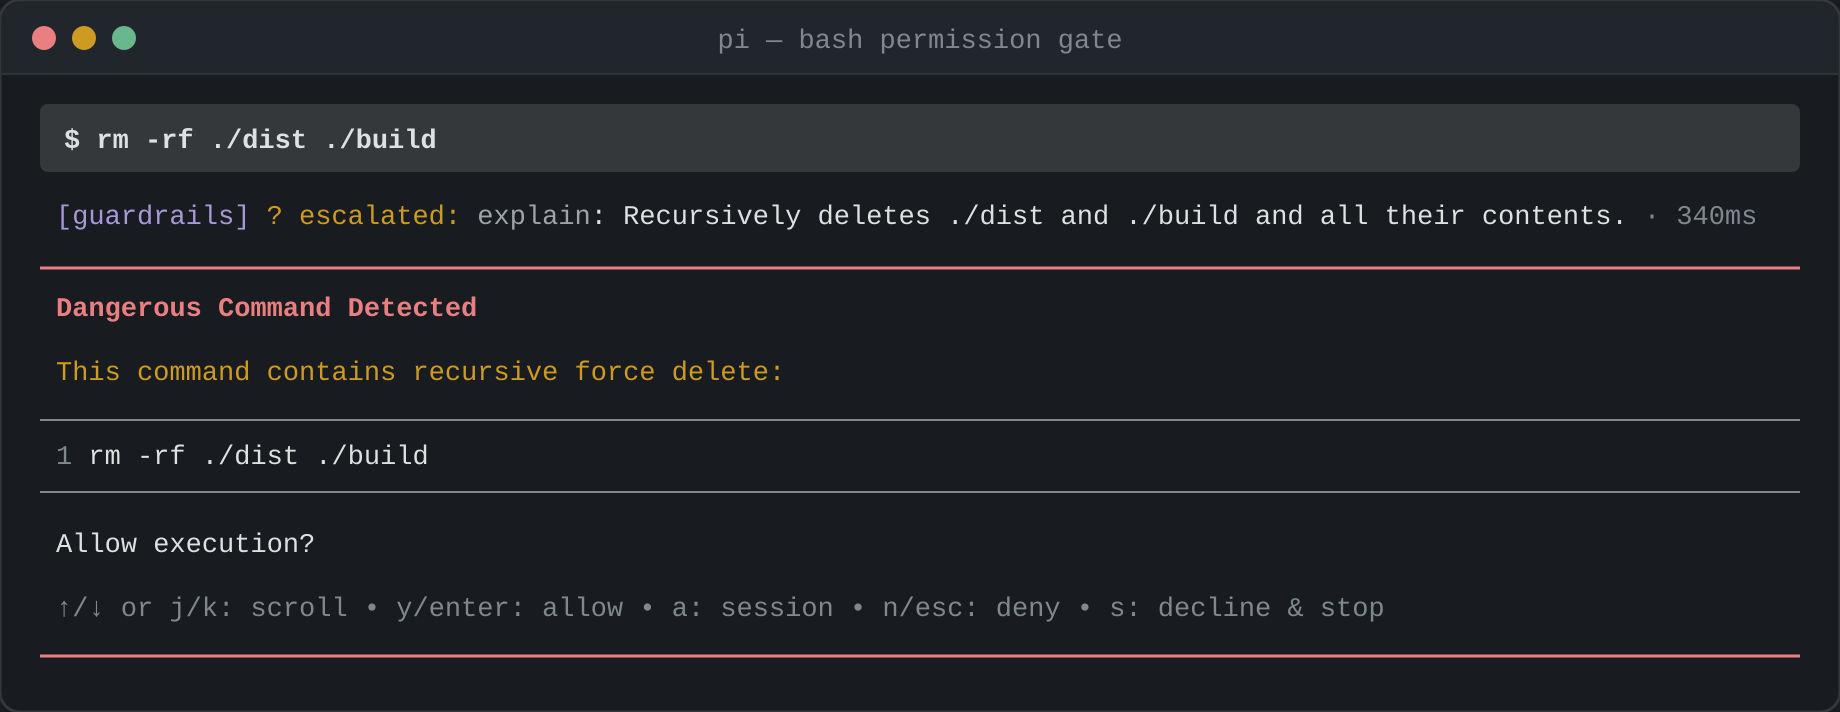 pi — bash permission gate
$ rm -rf ./dist ./build
[guardrails] ? escalated: explain: Recursively deletes ./dist and ./build and all their contents. · 340ms
Dangerous Command Detected
This command contains recursive force delete:
1 rm -rf ./dist ./build
Allow execution?
↑/↓ or j/k: scroll • y/enter: allow • a: session • n/esc: deny • s: decline & stop